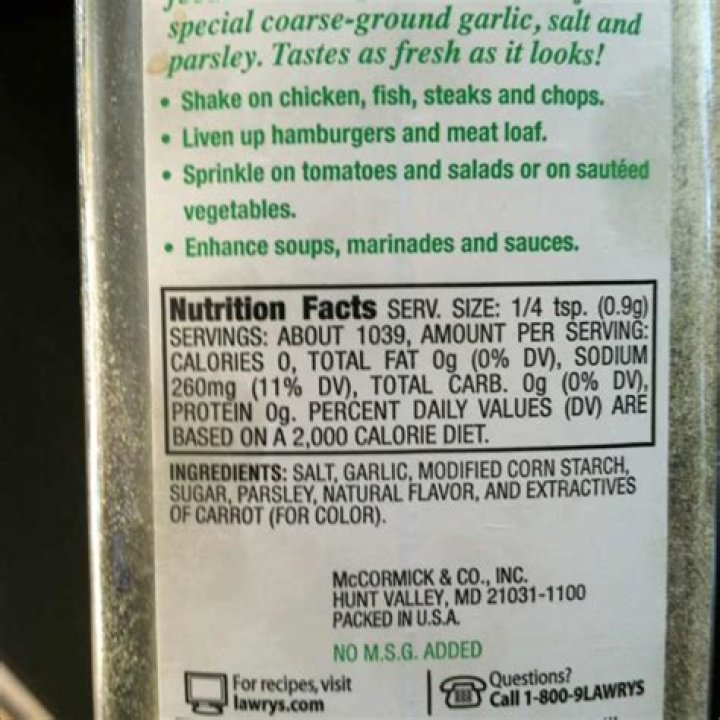 special coarse-ground garlic, salt and
parsley. Tastes as fresh as it looks!
• Shake on chicken, fish, steaks and chops.
• Liven up hamburgers and meat loaf.
• Sprinkle on tomatoes and salads or on sautéed
vegetables.
• Enhance soups, marinades and sauces.
Nutrition Facts SERV. SIZE: 1/4 tsp. (0.9g)
SERVINGS: ABOUT 1039, AMOUNT PER SERVING:
CALORIES 0, TOTAL FAT 0g (0% DV), SODIUM
260mg (11% DV), TOTAL CARB. 0g (0% DV),
PROTEIN 0g. PERCENT DAILY VALUES (DV) ARE
BASED ON A 2,000 CALORIE DIET.
INGREDIENTS: SALT, GARLIC, MODIFIED CORN STARCH,
SUGAR, PARSLEY, NATURAL FLAVOR, AND EXTRACTIVES
OF CARROT (FOR COLOR).
McCORMICK & CO., INC.
HUNT VALLEY, MD 21031-1100
PACKED IN U.S.A.
NO M.S.G. ADDED
For recipes, visit
lawrys.com
Questions?
Call 1-800-9LAWRYS